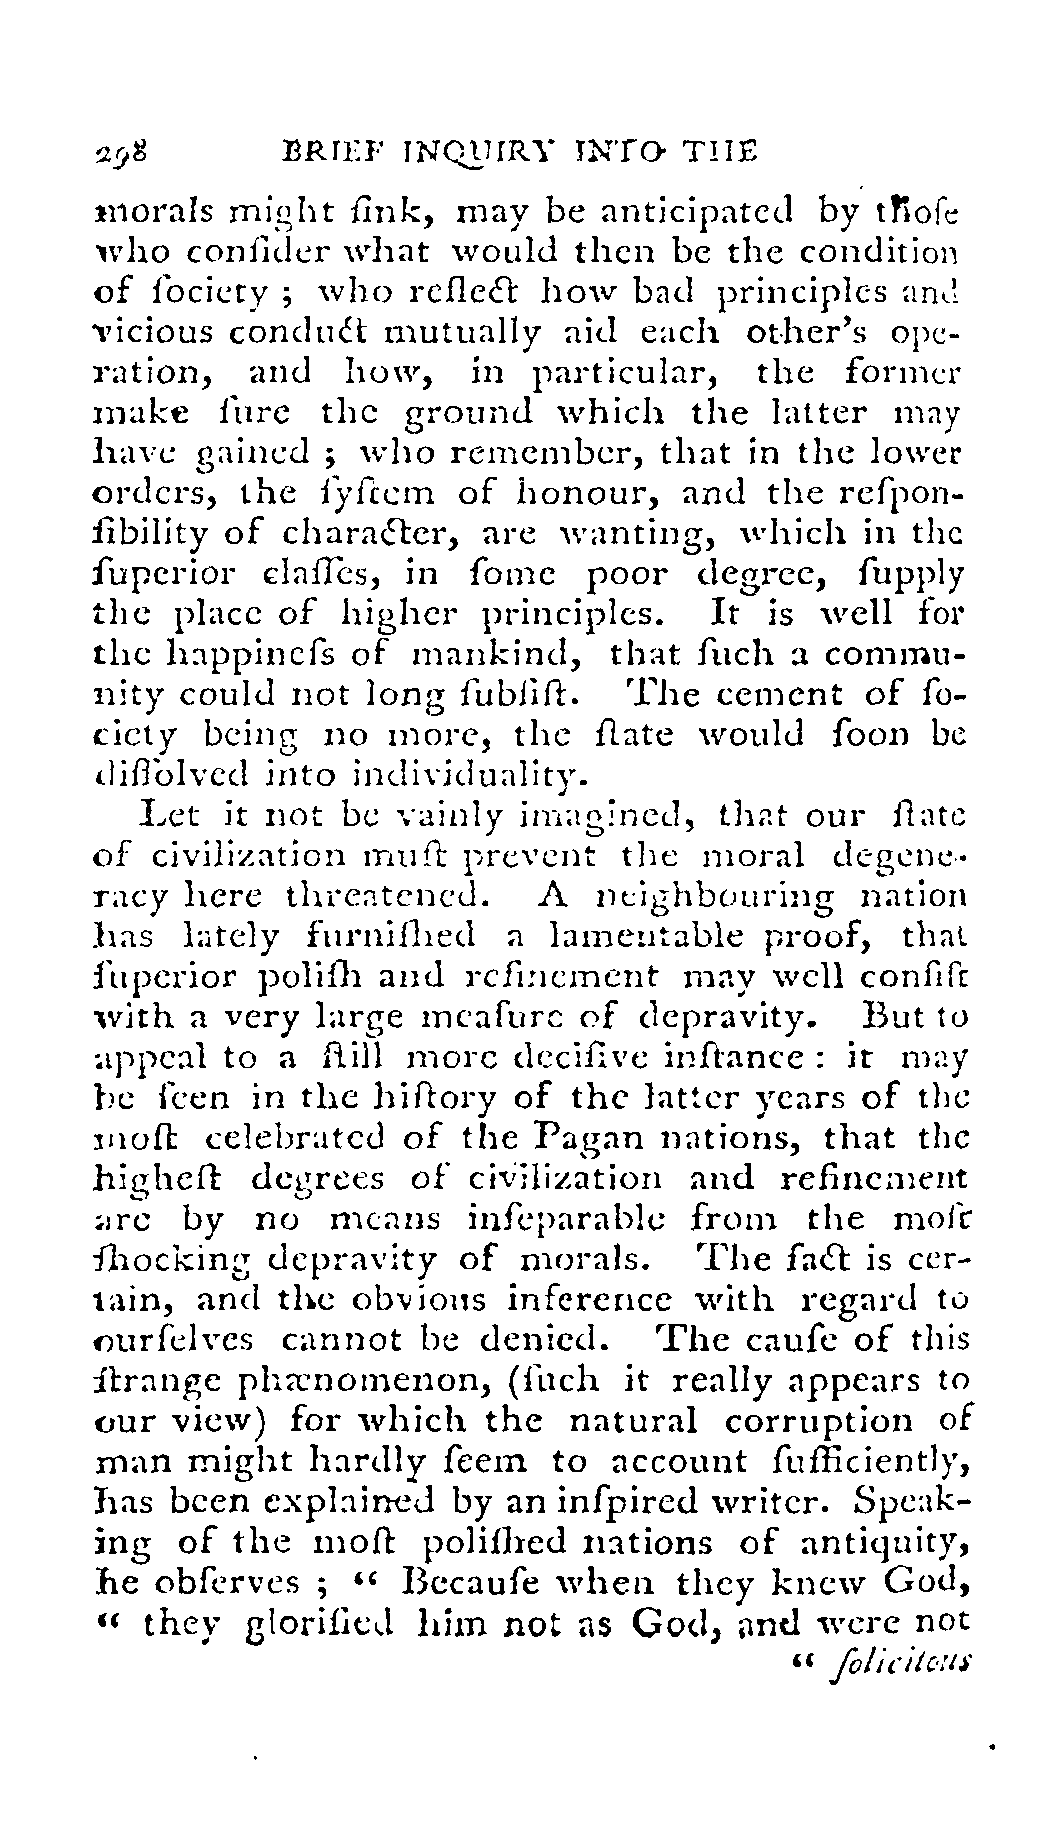 298 BRIEF INQUIRY INTO THE
morals might ſink, may be anticipated by thoſe
who conſider what would then be the condition
of ſociety ; who reflect how bad principles and
vicious conduct mutually aid each other's ope-
ration, and how, in particular, the former
make ſure the ground which the latter may
have gained ; who remember, that in the lower
orders, the ſyſtem of honour, and the reſpon-
ſibility of character, are wanting, which in the
ſuperior claſſes, in ſome poor degree, ſupply
the place of higher principles. It is well for
the happineſs of mankind, that ſuch a commu-
nity could not long ſubſiſt. The cement of ſo-
ciety being no more, the ſtate would ſoon be
diſſolved into individuality.
Let it not be vainly imagined, that our ſtate
of civilization muſt prevent the moral degene-
racy here threatened. A neighbouring nation
has lately furniſhed a lamentable proof, that
ſuperior poliſh and refinement may well conſiſt
with a very large meaſure of depravity. But to
appeal to a ſtill more deciſive inſtance : it may
be ſeen in the hiſtory of the latter years of the
moſt celebrated of the Pagan nations, that the
higheſt degrees of civilization and refinement
are by no means inſeparable from the moſt
ſhocking depravity of morals. The fact is cer-
tain, and the obvious inference with regard to
ourſelves cannot be denied. The cauſe of this
ſtrange phænomenon, (ſuch it really appears to
our view) for which the natural corruption of
man might hardly ſeem to account ſufficiently,
has been explained by an inſpired writer. Speak-
ing of the moſt poliſhed nations of antiquity,
he obſerves ; “ Becauſe when they knew God,
“ they glorified him not as God, and were not
“ ſolicitous